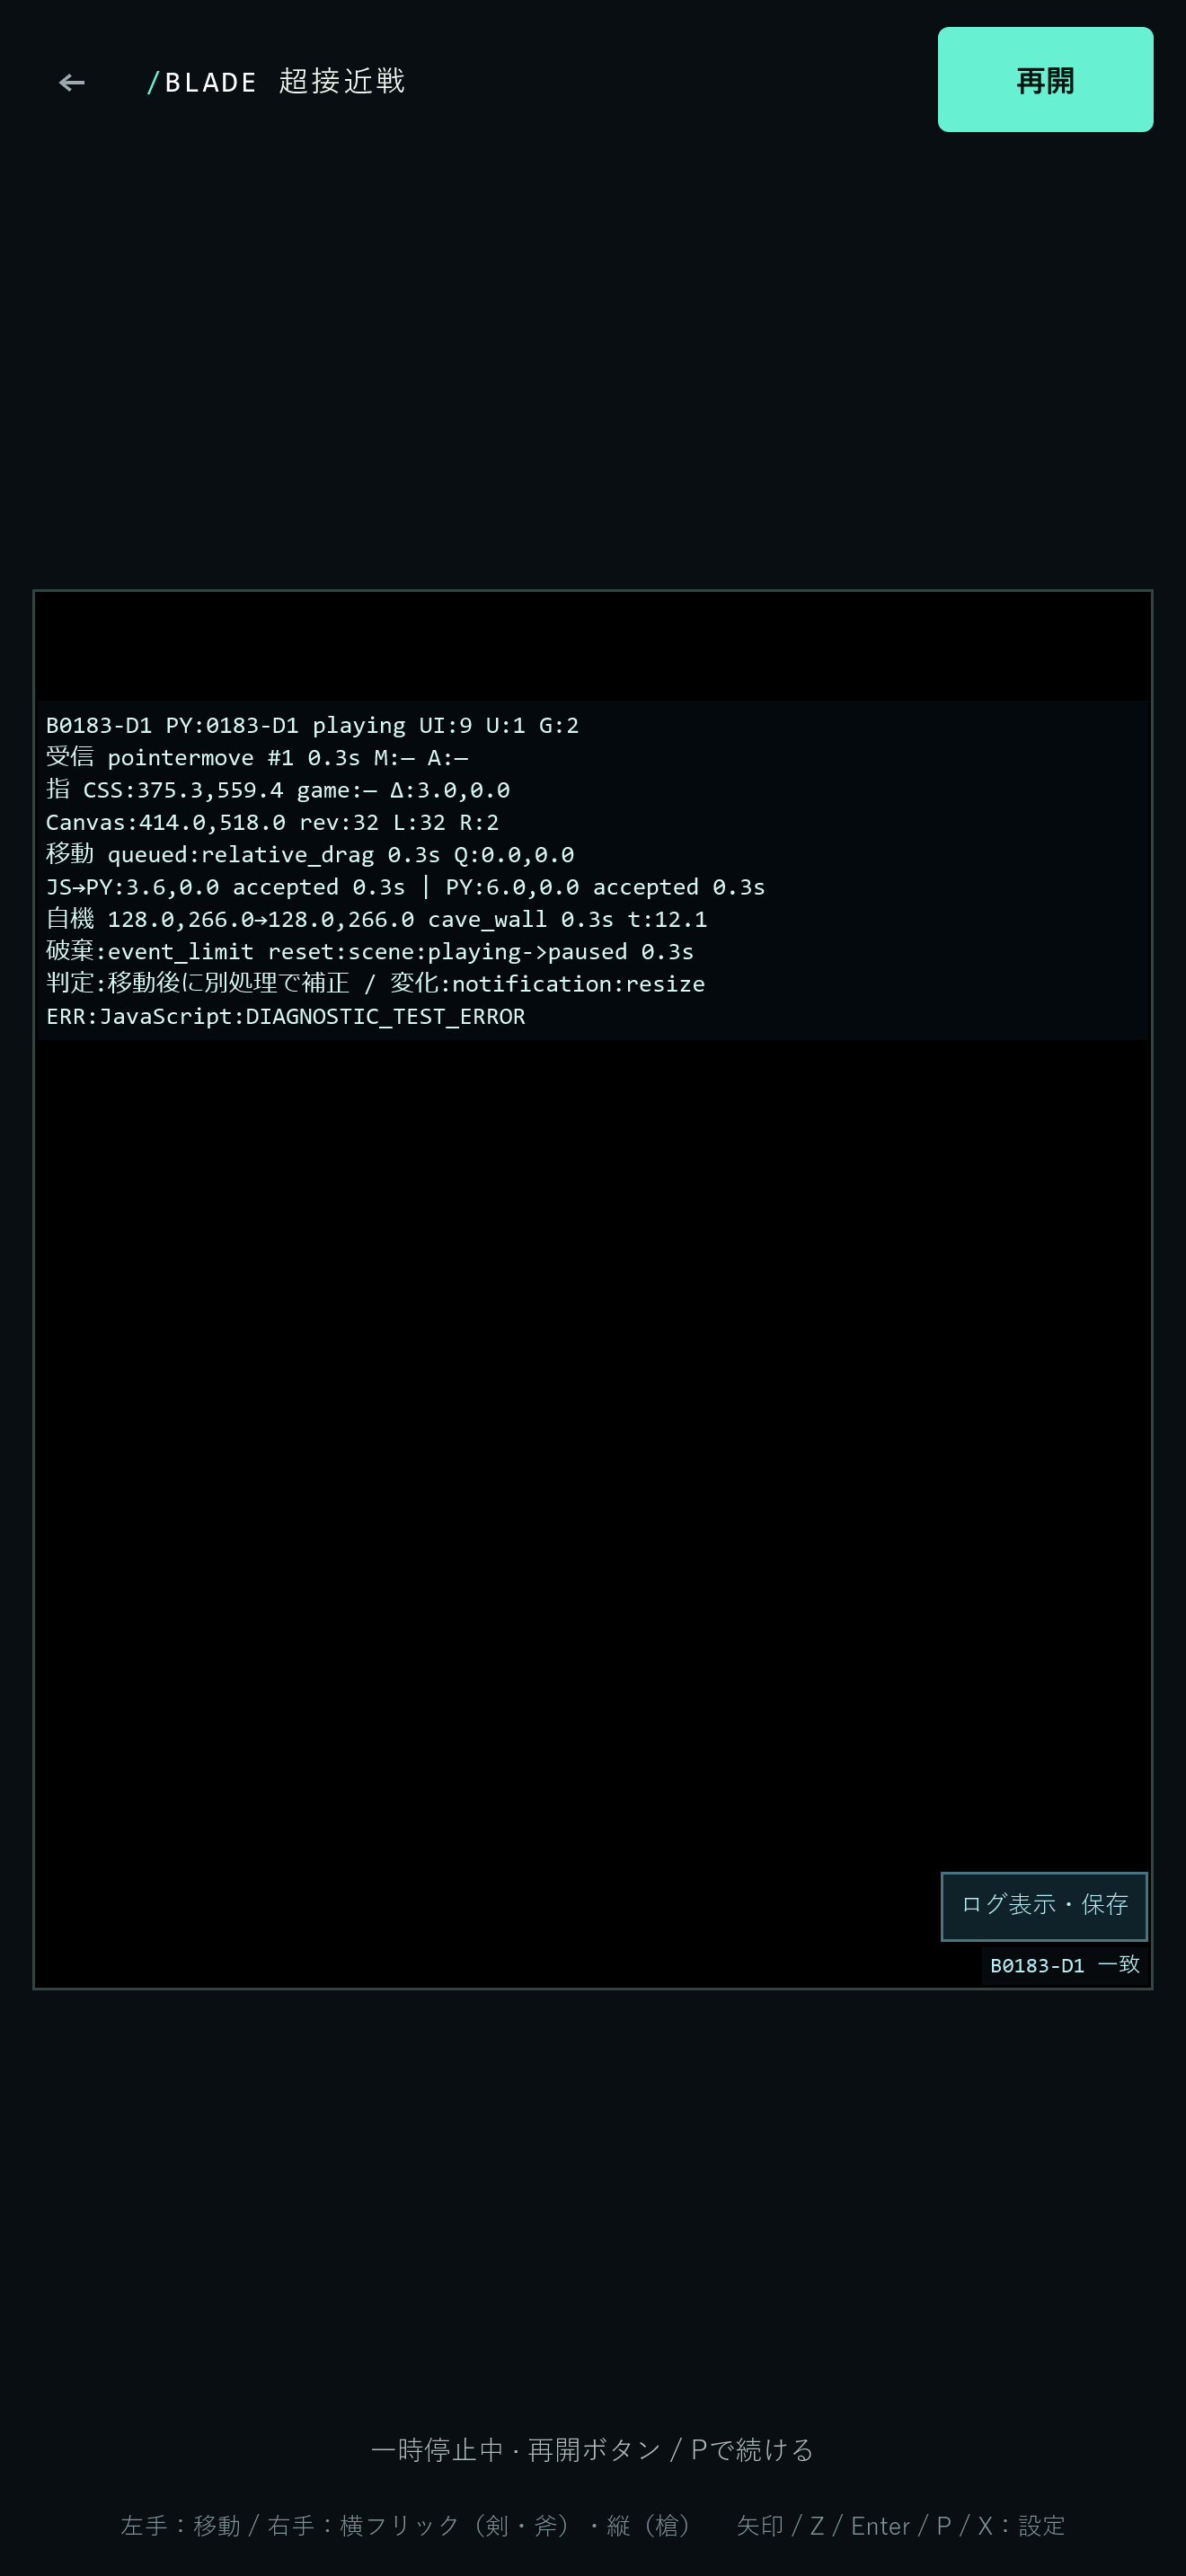 ← /BLADE 超接近戦
再開
B0183-D1 PY:0183-D1 playing UI:9 U:1 G:2
受信 pointermove #1 0.3s M:— A:—
指 CSS:375.3,559.4 game:— Δ:3.0,0.0
Canvas:414.0,518.0 rev:32 L:32 R:2
移動 queued:relative_drag 0.3s Q:0.0,0.0
JS→PY:3.6,0.0 accepted 0.3s | PY:6.0,0.0 accepted 0.3s
自機 128.0,266.0→128.0,266.0 cave_wall 0.3s t:12.1
破棄:event_limit reset:scene:playing->paused 0.3s
判定:移動後に別処理で補正 / 変化:notification:resize
ERR:JavaScript:DIAGNOSTIC_TEST_ERROR
ログ表示・保存
B0183-D1 一致
一時停止中 · 再開ボタン / Pで続ける
左手：移動 / 右手：横フリック（剣・斧）・縦（槍） 矢印 / Z / Enter / P / X：設定